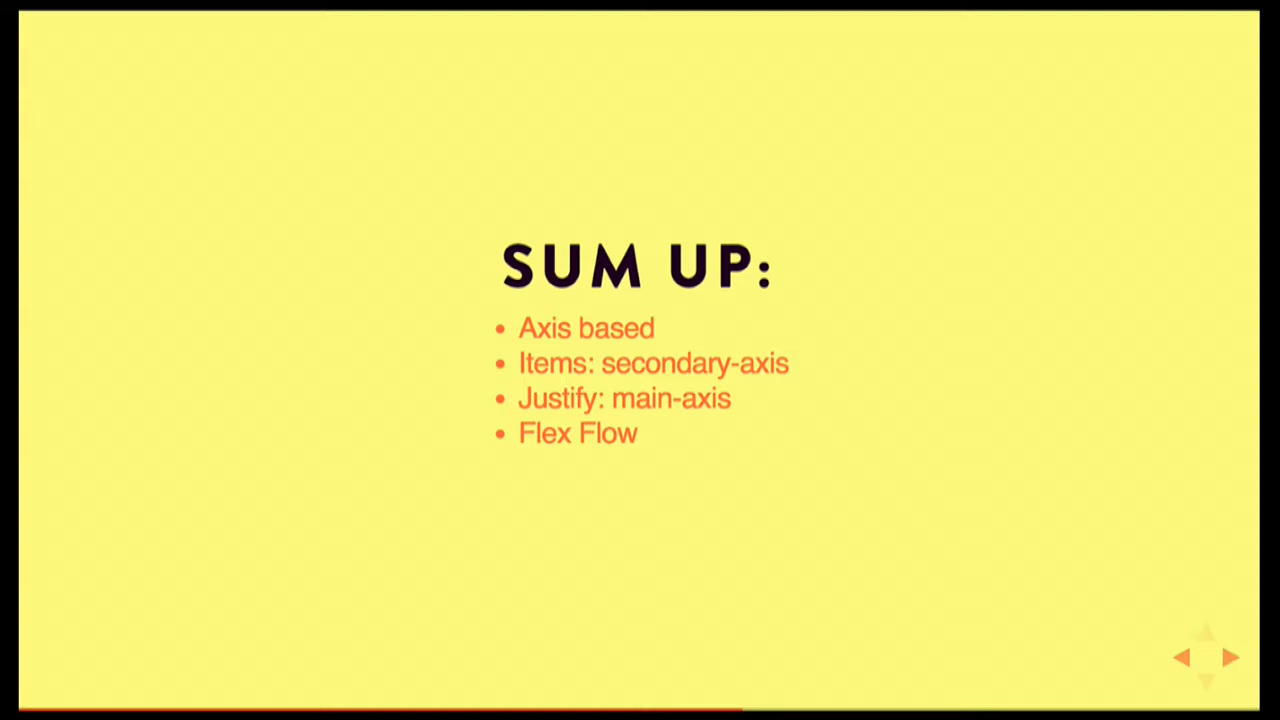 SUM UP:
• Axis based
• Items: secondary-axis
• Justify: main-axis
• Flex Flow